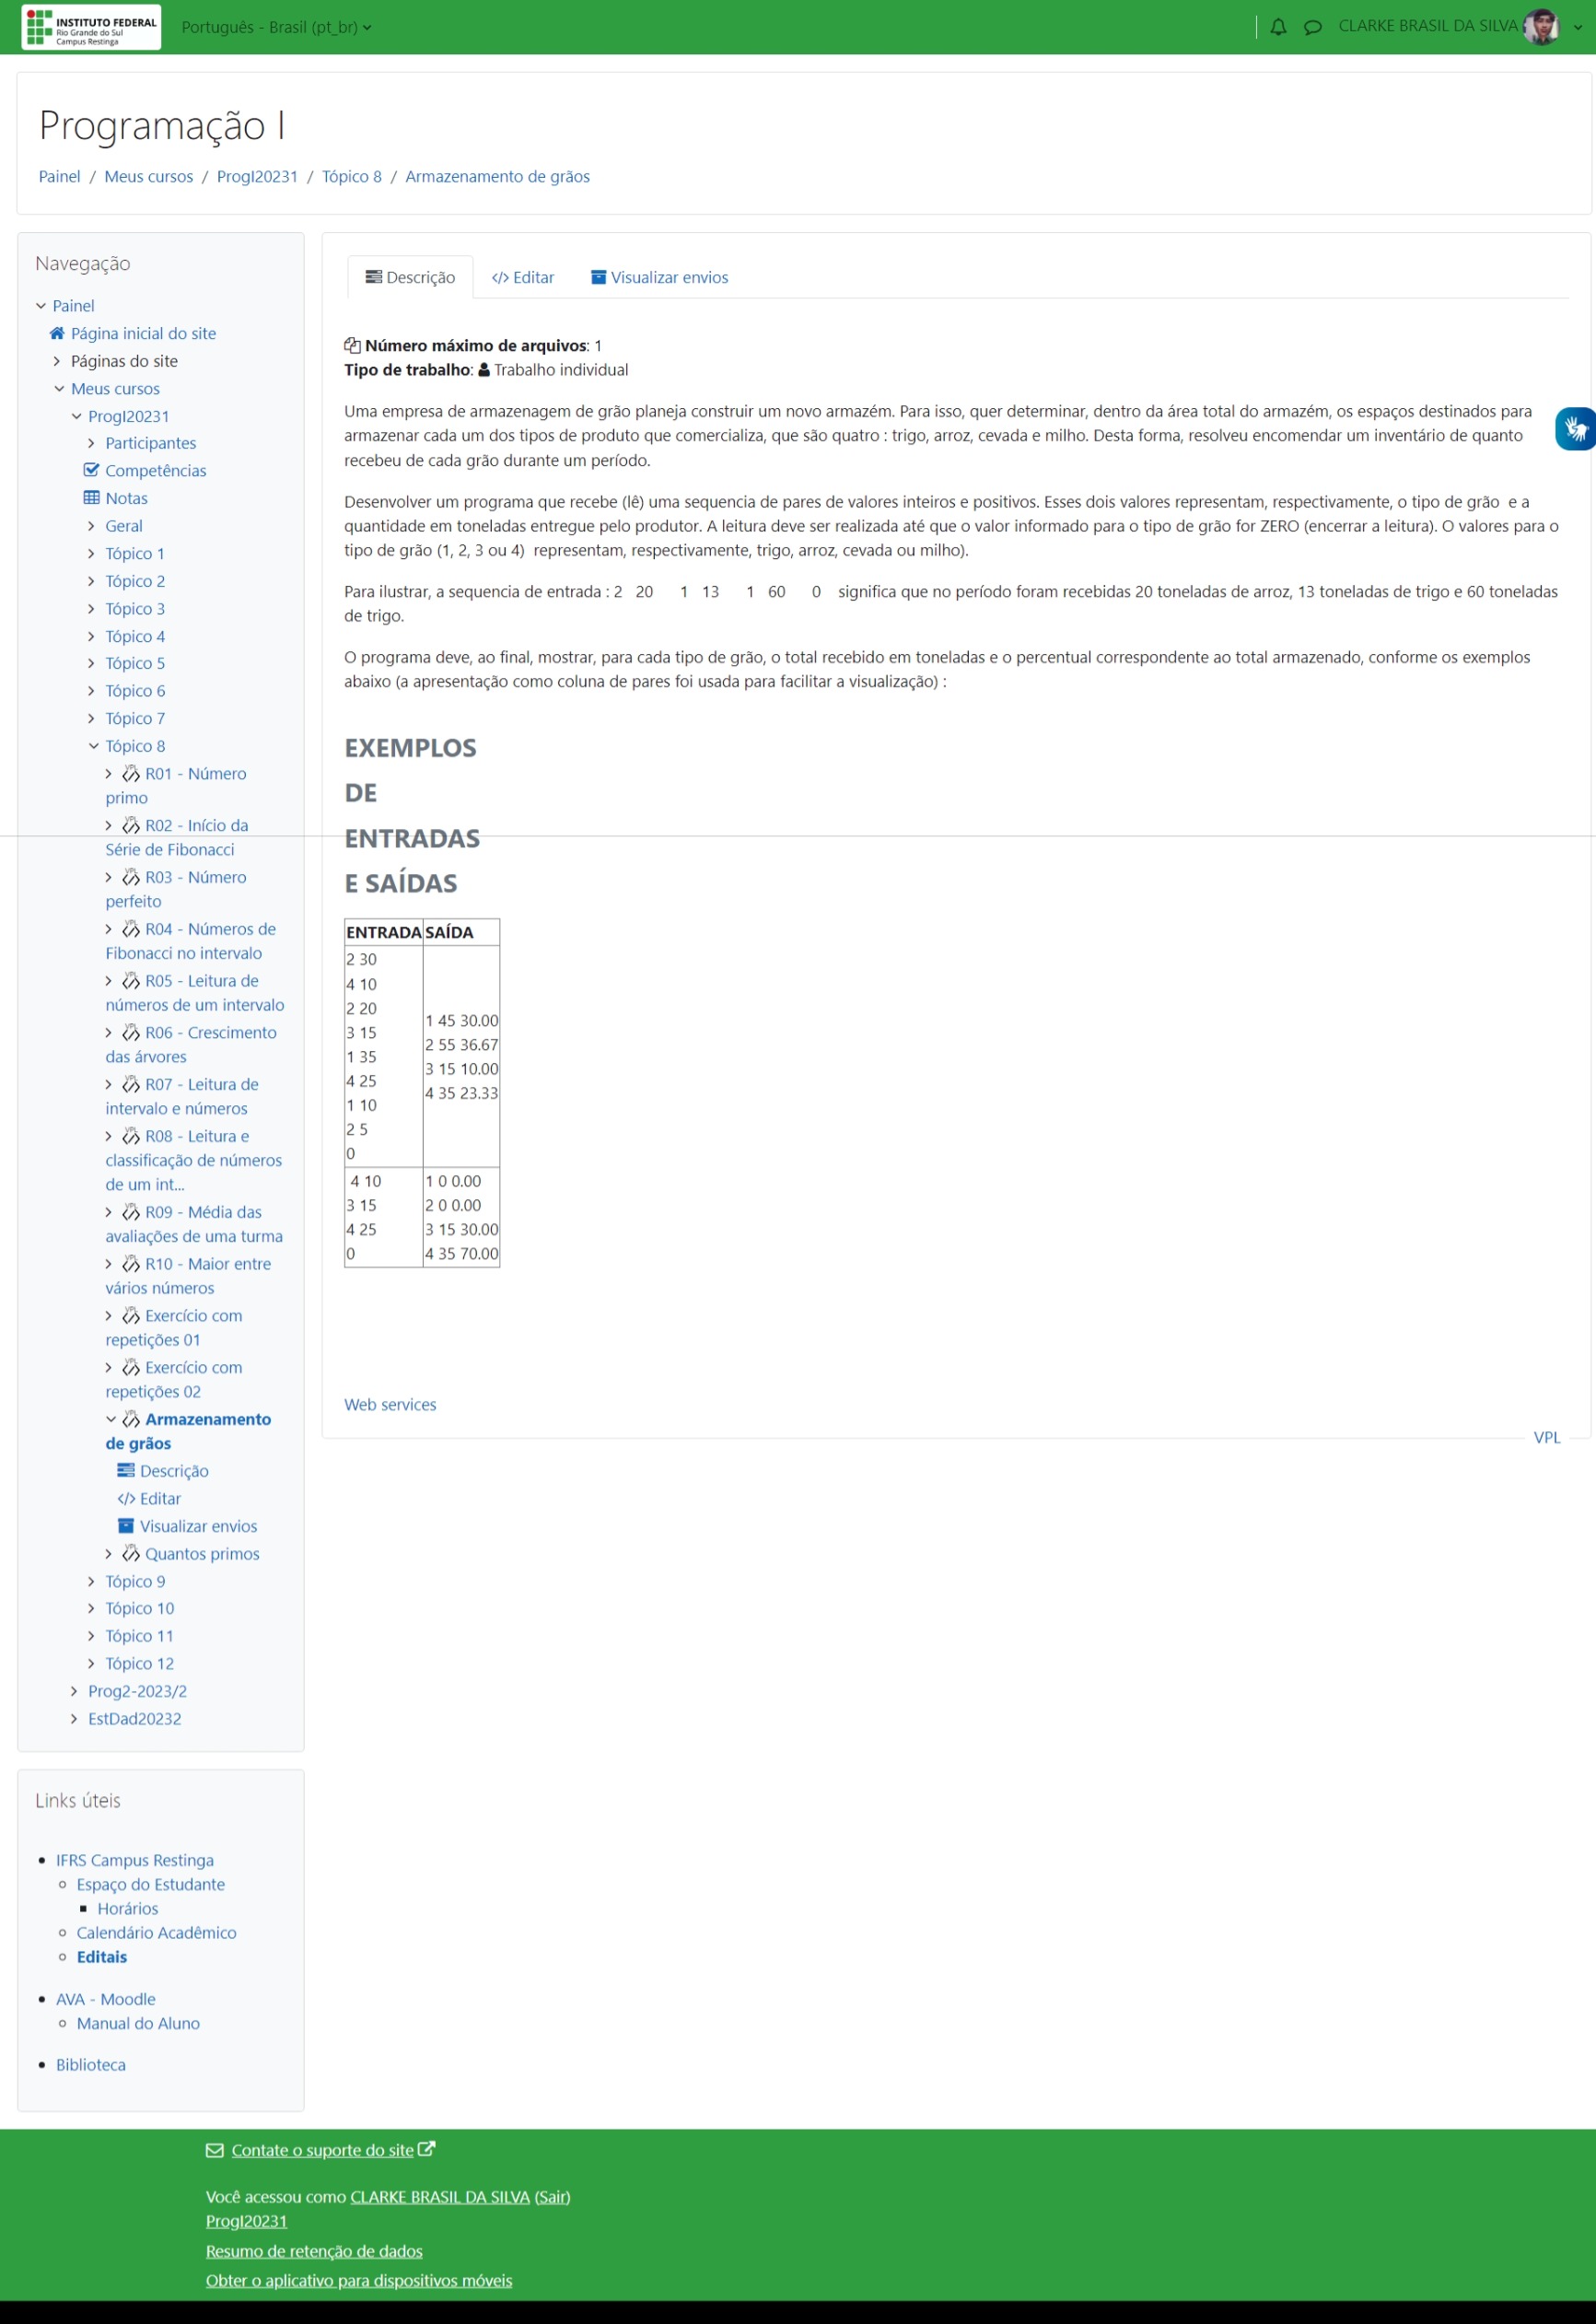 INSTITUTO FEDERAL
Rio Grande do Sul
Campus Restinga
Português - Brasil (pt_br)
CLARKE BRASIL DA SILVA
Programação I
Painel / Meus cursos / ProgI20231 / Tópico 8 / Armazenamento de grãos
Navegação
Painel
Página inicial do site
Páginas do site
Meus cursos
ProgI20231
Participantes
Competências
Notas
Geral
Tópico 1
Tópico 2
Tópico 3
Tópico 4
Tópico 5
Tópico 6
Tópico 7
Tópico 8
R01 - Número
primo
R02 - Início da
Série de Fibonacci
R03 - Número
perfeito
R04 - Números de
Fibonacci no intervalo
R05 - Leitura de
números de um intervalo
R06 - Crescimento
das árvores
R07 - Leitura de
intervalo e números
R08 - Leitura e
classificação de números
de um int...
R09 - Média das
avaliações de uma turma
R10 - Maior entre
vários números
Exercício com
repetições 01
Exercício com
repetições 02
Armazenamento
de grãos
Descrição
</> Editar
Visualizar envios
Quantos primos
Tópico 9
Tópico 10
Tópico 11
Tópico 12
Prog2-2023/2
EstDad20232
Descrição </> Editar Visualizar envios
Número máximo de arquivos: 1
Tipo de trabalho: Trabalho individual
Uma empresa de armazenagem de grão planeja construir um novo armazém. Para isso, quer determinar, dentro da área total do armazém, os espaços destinados para
armazenar cada um dos tipos de produto que comercializa, que são quatro : trigo, arroz, cevada e milho. Desta forma, resolveu encomendar um inventário de quanto
recebeu de cada grão durante um período.
Desenvolver um programa que recebe (lê) uma sequencia de pares de valores inteiros e positivos. Esses dois valores representam, respectivamente, o tipo de grão e a
quantidade em toneladas entregue pelo produtor. A leitura deve ser realizada até que o valor informado para o tipo de grão for ZERO (encerrar a leitura). O valores para o
tipo de grão (1, 2, 3 ou 4) representam, respectivamente, trigo, arroz, cevada ou milho).
Para ilustrar, a sequencia de entrada : 2 20 1 13 1 60 0 significa que no período foram recebidas 20 toneladas de arroz, 13 toneladas de trigo e 60 toneladas
de trigo.
O programa deve, ao final, mostrar, para cada tipo de grão, o total recebido em toneladas e o percentual correspondente ao total armazenado, conforme os exemplos
abaixo (a apresentação como coluna de pares foi usada para facilitar a visualização) :
EXEMPLOS
DE
ENTRADAS
E SAÍDAS
ENTRADA SAÍDA
2 30
4 10
2 20
3 15
1 35
4 25
1 10
2 5
0
1 45 30.00
2 55 36.67
3 15 10.00
4 35 23.33
4 10
3 15
4 25
0
1 0 0.00
2 0 0.00
3 15 30.00
4 35 70.00
Web services
VPL
Links úteis
IFRS Campus Restinga
Espaço do Estudante
Horários
Calendário Acadêmico
Editais
AVA - Moodle
Manual do Aluno
Biblioteca
Contate o suporte do site
Você acessou como CLARKE BRASIL DA SILVA (Sair)
ProgI20231
Resumo de retenção de dados
Obter o aplicativo para dispositivos móveis